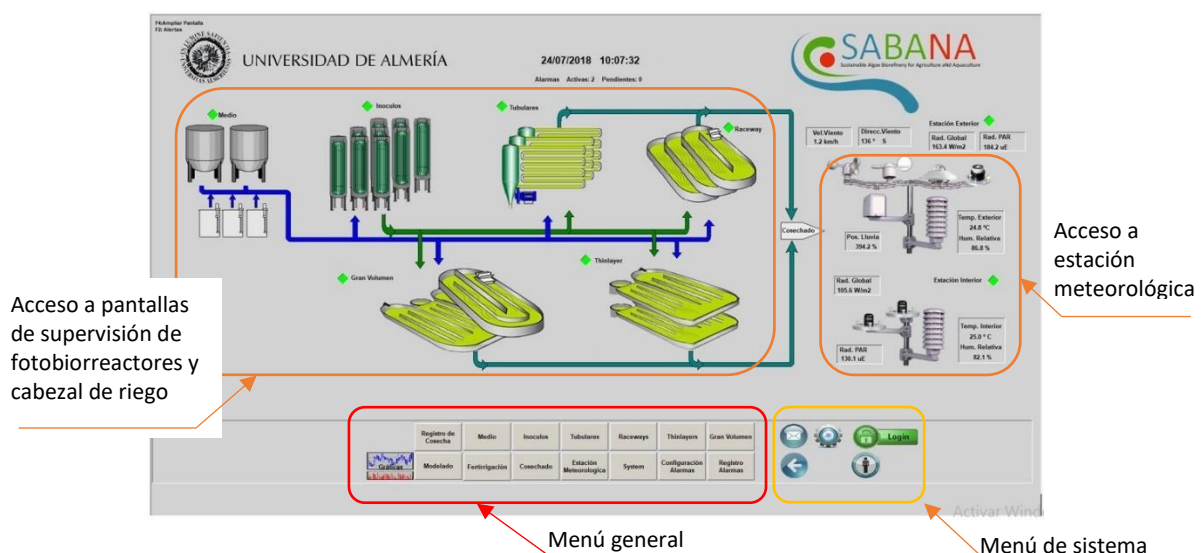 F4:Ampliar Pantalla
F2: Alertas
UNIVERSIDAD DE ALMERÍA
24/07/2018 10:07:32
Alarmas Activas: 2 Pendientes: 0
SABANA
Sustainable Algae Biorefinery for Agriculture aNd Aquaculture
Medio
Inoculos
Tubulares
Raceway
Gran Volumen
Thinlayer
Cosechado
Vel.Viento
1.2 km/h
Direcc.Viento
136 ° S
Estación Exterior
Rad. Global
163.4 W/m2
Rad. PAR
184.2 uE
Temp. Exterior
24.8 ºC
Hum. Relativa
86.8 %
Pos. Lluvia
394.2 %
Rad. Global
105.6 W/m2
Estación Interior
Temp. Interior
25.0 ° C
Hum. Relativa
82.1 %
Rad. PAR
130.1 uE
Acceso a
estación
meteorológica
Acceso a pantallas
de supervisión de
fotobiorreactores y
cabezal de riego
Registro de
Cosecha
Medio
Inoculos
Tubulares
Raceways
Thinlayers
Gran Volumen
Gráficas
Modelado
Fertirrigación
Cosechado
Estación
Meteorologica
System
Configuración
Alarmas
Registro
Alarmas
Login
Activar Wind
Menú general
Menú de sistema